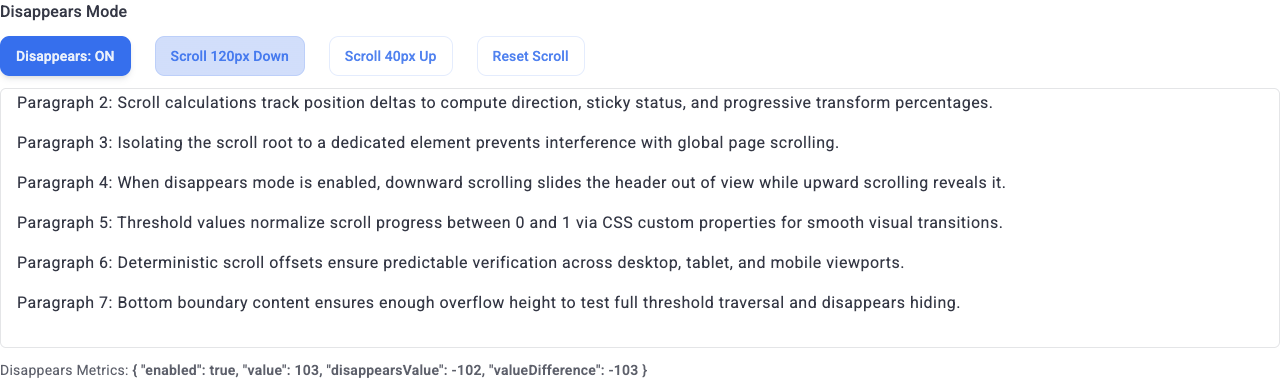 Disappears Mode
Disappears: ON
Scroll 120px Down
Scroll 40px Up
Reset Scroll
Paragraph 2: Scroll calculations track position deltas to compute direction, sticky status, and progressive transform percentages.
Paragraph 3: Isolating the scroll root to a dedicated element prevents interference with global page scrolling.
Paragraph 4: When disappears mode is enabled, downward scrolling slides the header out of view while upward scrolling reveals it.
Paragraph 5: Threshold values normalize scroll progress between 0 and 1 via CSS custom properties for smooth visual transitions.
Paragraph 6: Deterministic scroll offsets ensure predictable verification across desktop, tablet, and mobile viewports.
Paragraph 7: Bottom boundary content ensures enough overflow height to test full threshold traversal and disappears hiding.
Disappears Metrics: { "enabled": true, "value": 103, "disappearsValue": -102, "valueDifference": -103 }